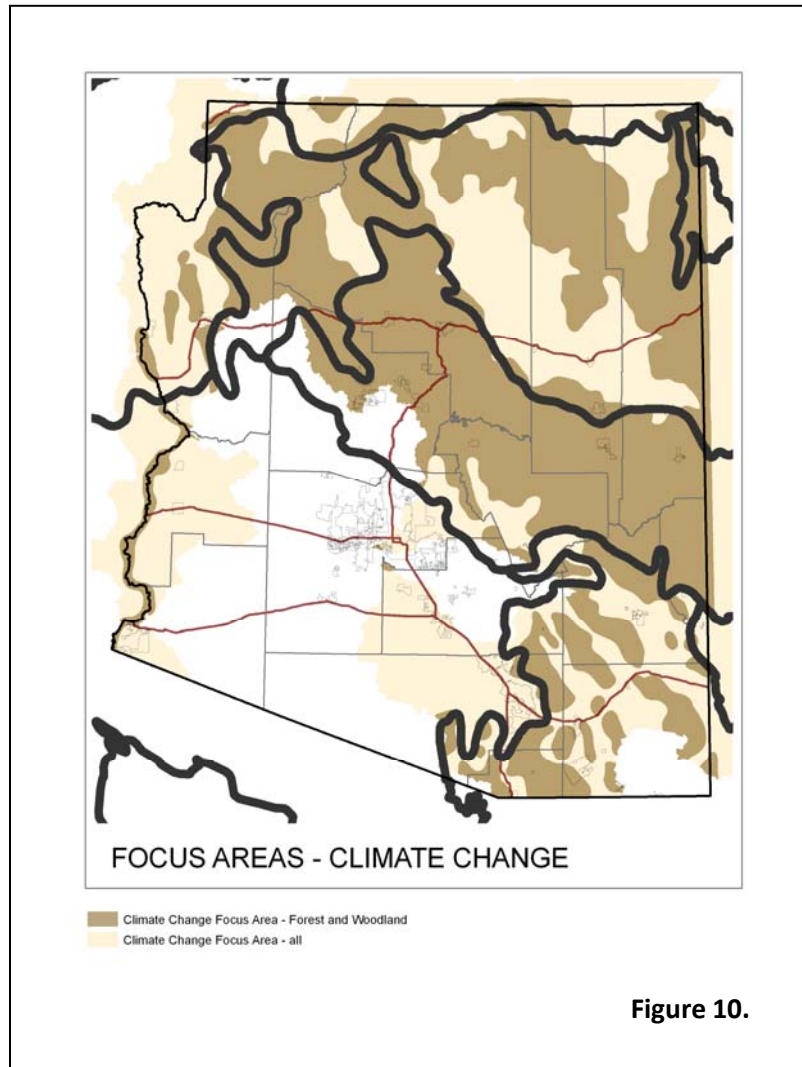 FOCUS AREAS - CLIMATE CHANGE
Climate Change Focus Area - Forest and Woodland
Climate Change Focus Area - all
Figure 10.